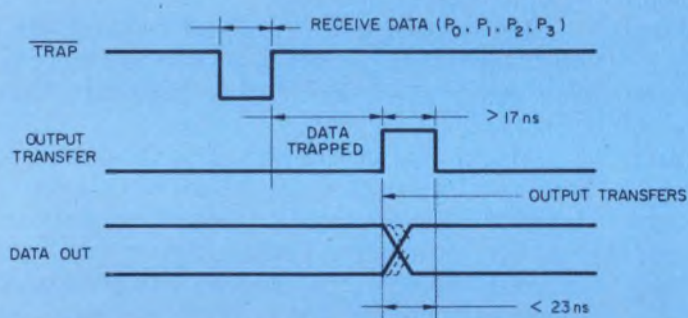 RECEIVE DATA (P0, P1, P2, P3)
TRAP
> 17 ns
DATA
TRAPPED
OUTPUT
TRANSFER
OUTPUT TRANSFERS
DATA OUT
< 23 ns